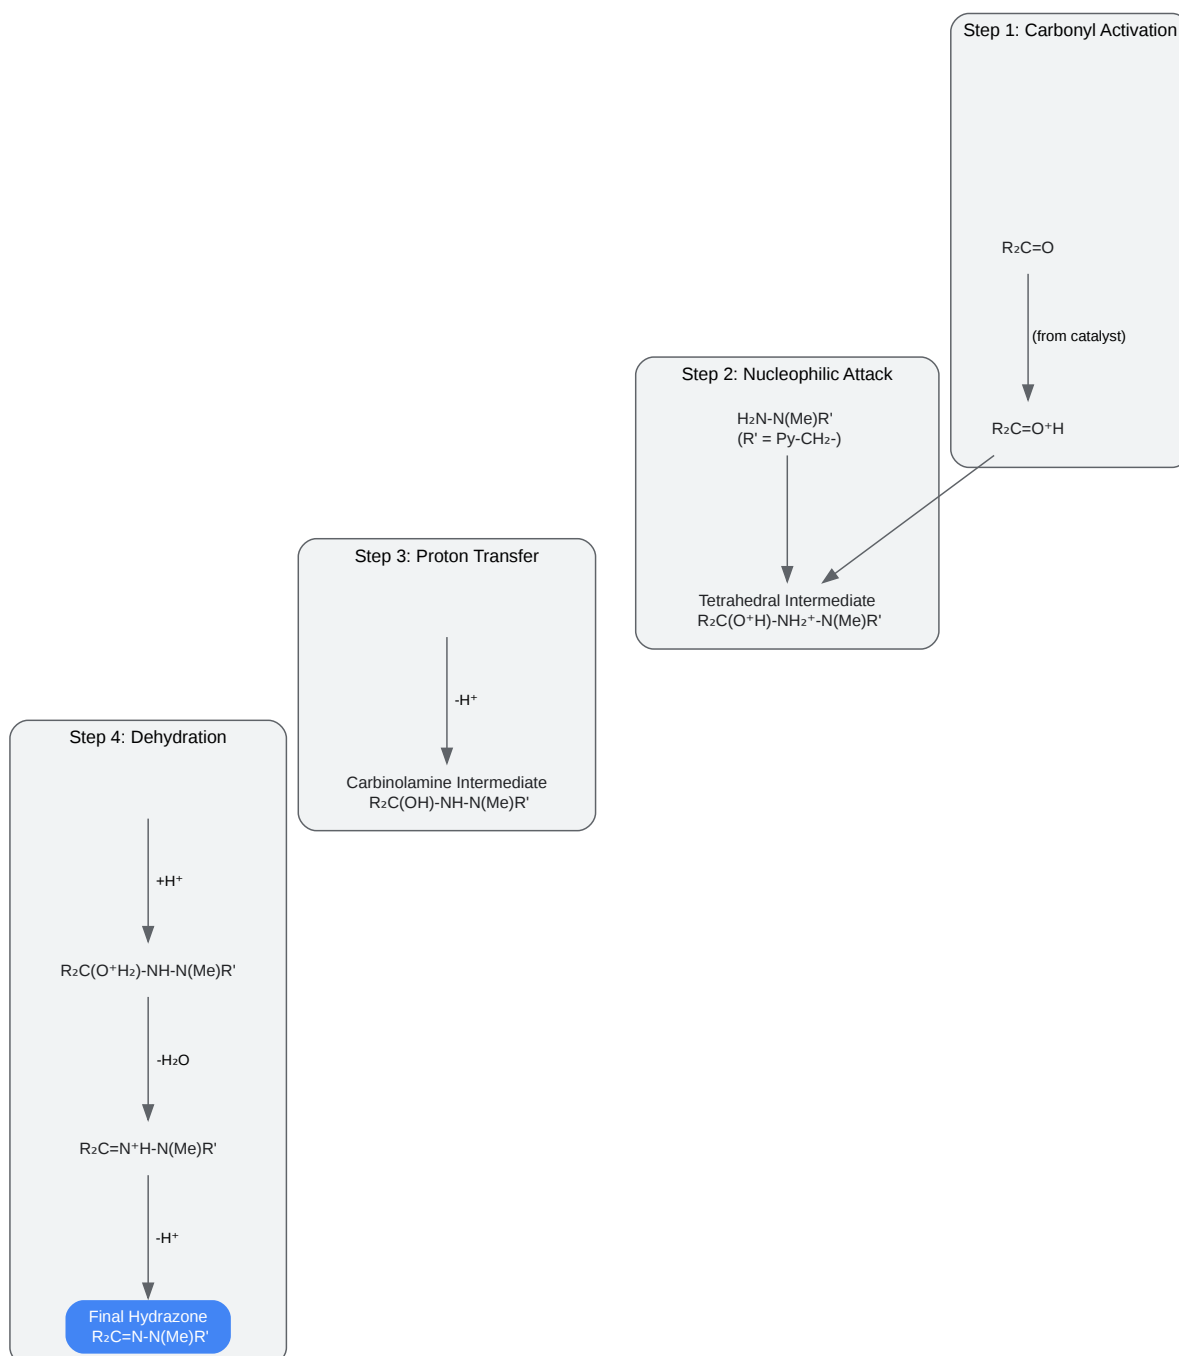 Step 1: Carbonyl Activation
R₂C=O
(from catalyst)
R₂C=O⁺H
Step 2: Nucleophilic Attack
H₂N-N(Me)R'
(R' = Py-CH₂-)
Tetrahedral Intermediate
R₂C(O⁺H)-NH₂⁺-N(Me)R'
Step 3: Proton Transfer
-H⁺
Carbinolamine Intermediate
R₂C(OH)-NH-N(Me)R'
Step 4: Dehydration
+H⁺
R₂C(O⁺H₂)-NH-N(Me)R'
-H₂O
R₂C=N⁺H-N(Me)R'
-H⁺
Final Hydrazone
R₂C=N-N(Me)R'